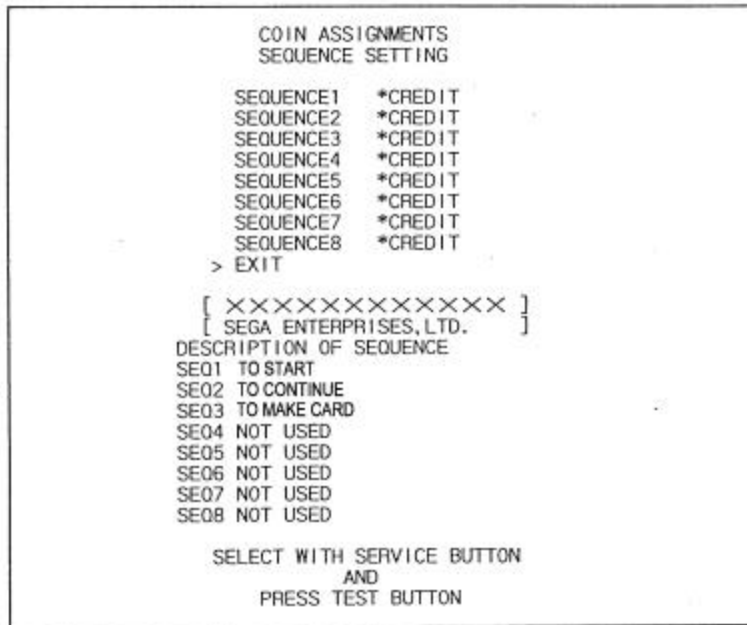 COIN ASSIGNMENTS
SEQUENCE SETTING
SEQUENCE1 *CREDIT
SEQUENCE2 *CREDIT
SEQUENCE3 *CREDIT
SEQUENCE4 *CREDIT
SEQUENCE5 *CREDIT
SEQUENCE6 *CREDIT
SEQUENCE7 *CREDIT
SEQUENCE8 *CREDIT
> EXIT
[ XXXXXXXXXXXX ]
[ SEGA ENTERPRISES,LTD. ]
DESCRIPTION OF SEQUENCE
SEQ1 TO START
SEQ2 TO CONTINUE
SEQ3 TO MAKE CARD
SEQ4 NOT USED
SEQ5 NOT USED
SEQ6 NOT USED
SEQ7 NOT USED
SEQ8 NOT USED
SELECT WITH SERVICE BUTTON
AND
PRESS TEST BUTTON